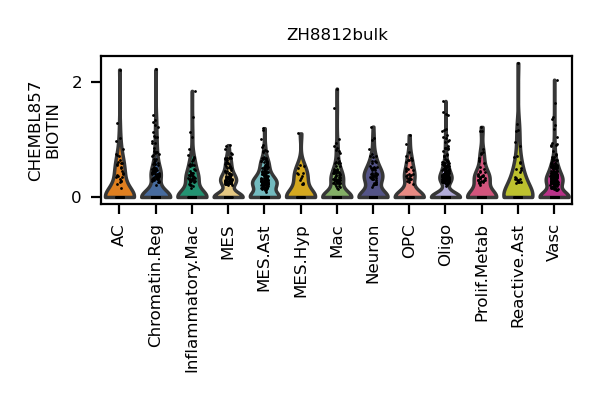 ZH8812bulk
CHEMBL857
BIOTIN
2
0
AC
Chromatin.Reg
Inflammatory.Mac
MES
MES.Ast
MES.Hyp
Mac
Neuron
OPC
Oligo
Prolif.Metab
Reactive.Ast
Vasc